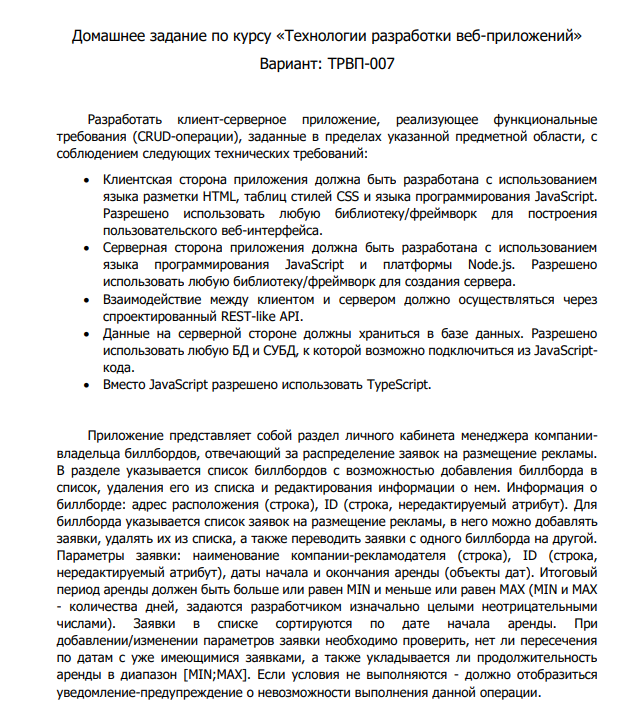 Домашнее задание по курсу «Технологии разработки веб-приложений»
Вариант: ТРВП-007
Разработать клиент-серверное приложение, реализующее функциональные
требования (CRUD-операции), заданные в пределах указанной предметной области, с
соблюдением следующих технических требований:
• Клиентская сторона приложения должна быть разработана с использованием
языка разметки HTML, таблиц стилей CSS и языка программирования JavaScript.
Разрешено использовать любую библиотеку/фреймворк для построения
пользовательского веб-интерфейса.
• Серверная сторона приложения должна быть разработана с использованием
языка программирования JavaScript и платформы Node.js. Разрешено
использовать любую библиотеку/фреймворк для создания сервера.
• Взаимодействие между клиентом и сервером должно осуществляться через
спроектированный REST-like API.
• Данные на серверной стороне должны храниться в базе данных. Разрешено
использовать любую БД и СУБД, к которой возможно подключиться из JavaScript-
кода.
• Вместо JavaScript разрешено использовать TypeScript.
Приложение представляет собой раздел личного кабинета менеджера компании-
владельца биллбордов, отвечающий за распределение заявок на размещение рекламы.
В разделе указывается список биллбордов с возможностью добавления биллборда в
список, удаления его из списка и редактирования информации о нем. Информация о
биллборде: адрес расположения (строка), ID (строка, нередактируемый атрибут). Для
биллборда указывается список заявок на размещение рекламы, в него можно добавлять
заявки, удалять их из списка, а также переводить заявки с одного биллборда на другой.
Параметры заявки: наименование компании-рекламодателя (строка), ID (строка,
нередактируемый атрибут), даты начала и окончания аренды (объекты дат). Итоговый
период аренды должен быть больше или равен MIN и меньше или равен MAX (MIN и MAX
- количества дней, задаются разработчиком изначально целыми неотрицательными
числами). Заявки в списке сортируются по дате начала аренды. При
добавлении/изменении параметров заявки необходимо проверить, нет ли пересечения
по датам с уже имеющимися заявками, а также укладывается ли продолжительность
аренды в диапазон [MIN;MAX]. Если условия не выполняются - должно отобразиться
уведомление-предупреждение о невозможности выполнения данной операции.